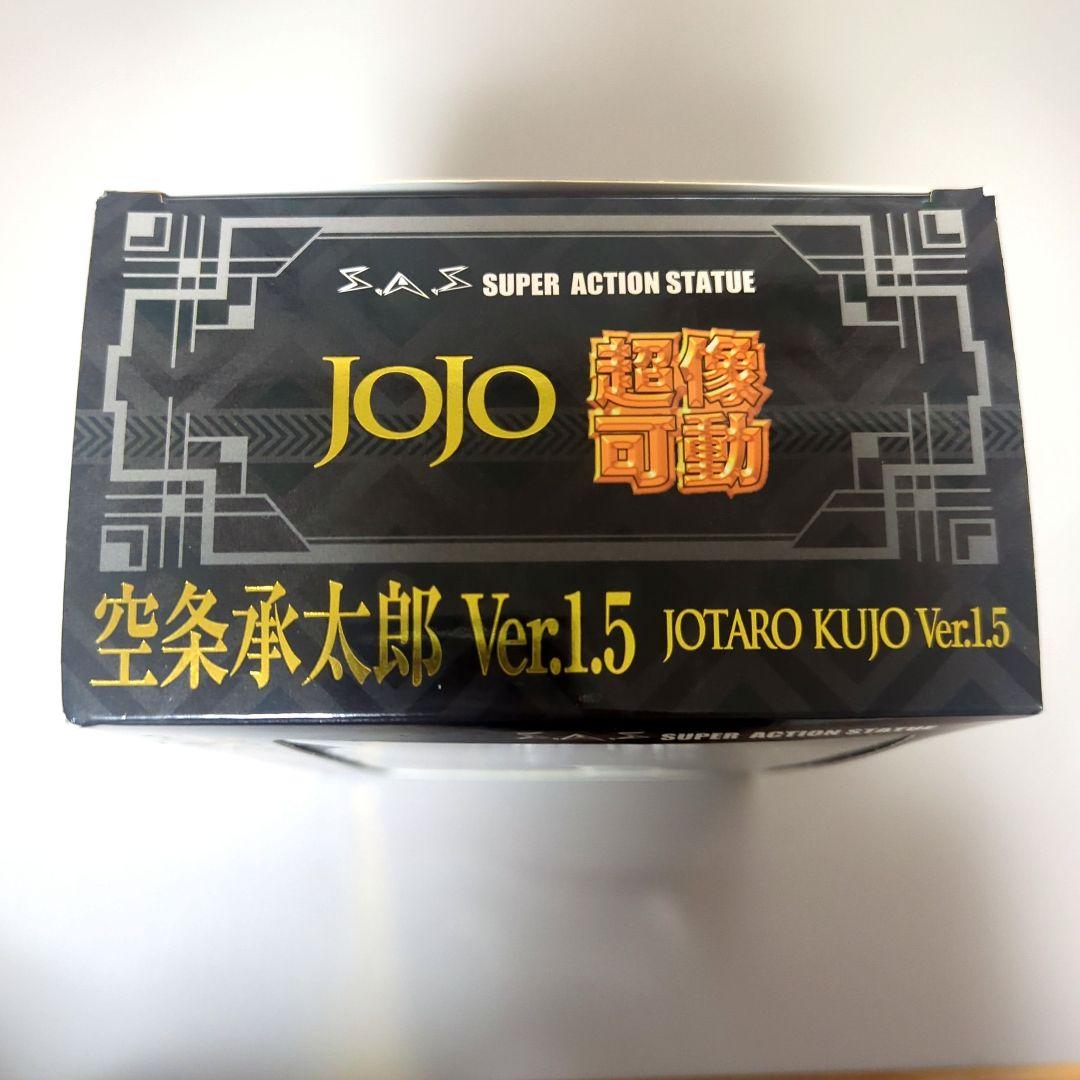 S.A.S SUPER ACTION STATUE
JOJO
超像
可動
空条承太郎 Ver.1.5 JOTARO KUJO Ver.1.5
S.A.S SUPER ACTION STATUE